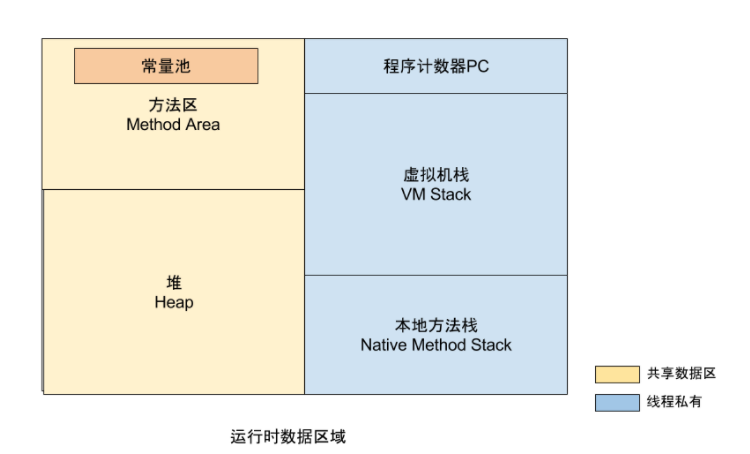 常量池
方法区
Method Area
程序计数器PC
虚拟机栈
VM Stack
堆
Heap
本地方法栈
Native Method Stack
共享数据区
线程私有
运行时数据区域